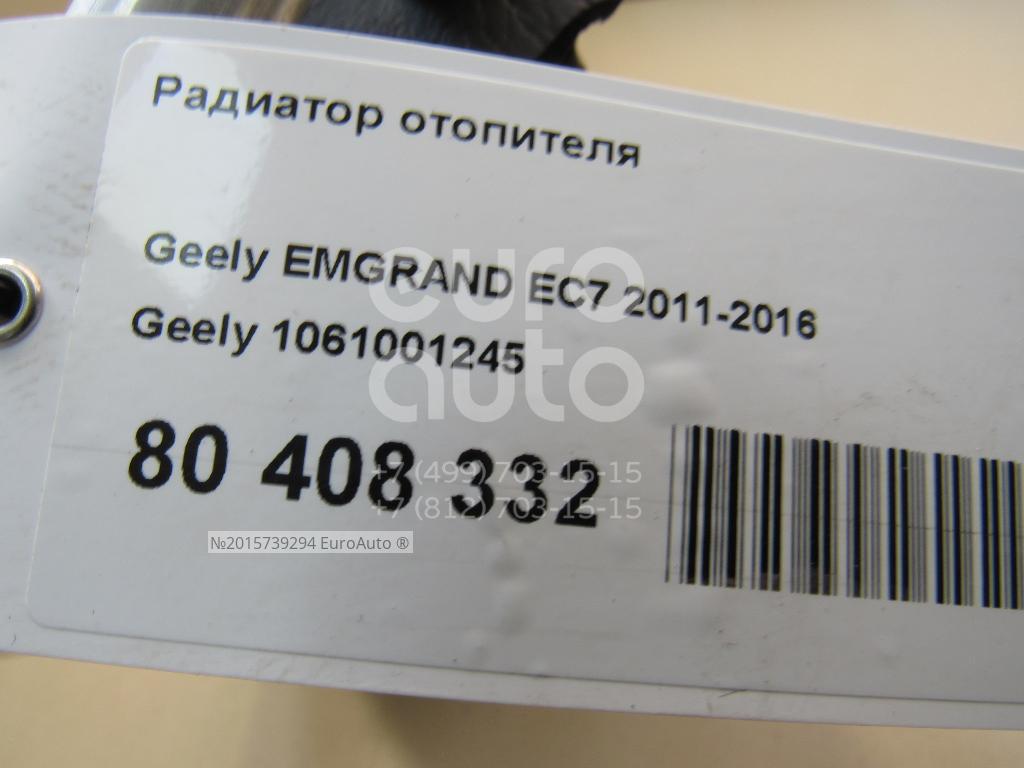 Радиатор отопителя
Geely EMGRAND EC7 2011-2016
Geely 1061001245
euro
auto
80 408 332
+7 (499) 703-15-15
+7 (812) 703-15-15
№2015739294 EuroAuto ®